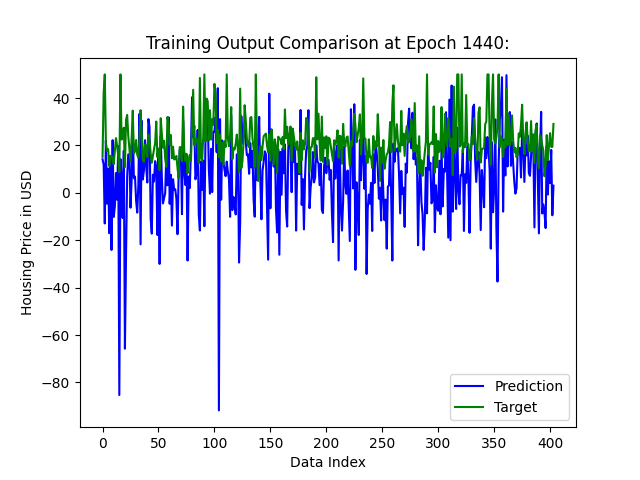 Training Output Comparison at Epoch 1440:
Housing Price in USD
40
20
0
−20
−40
−60
−80
0 50 100 150 200 250 300 350 400
Data Index
Prediction
Target